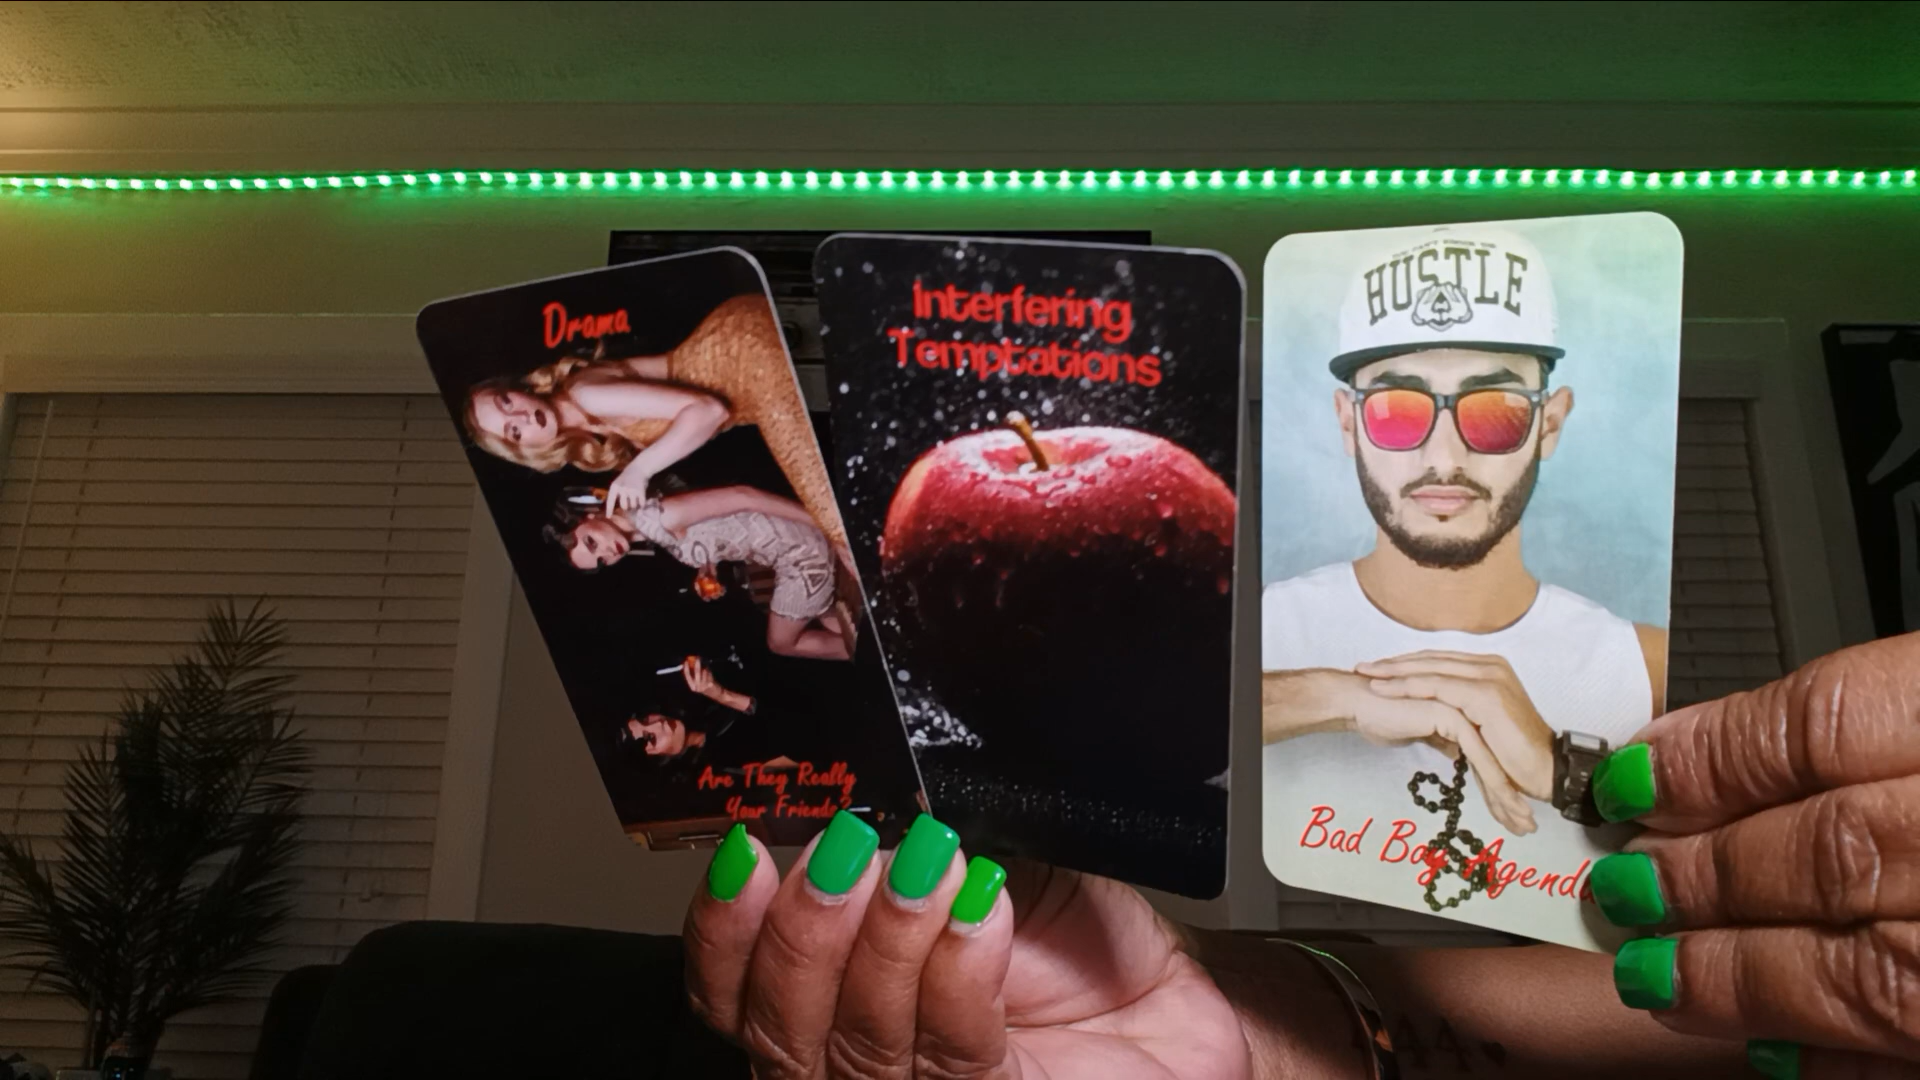 Drama
Are They Really
Your Friends?
Interfering
Temptations
HUSTLE
Bad Boy Agenda